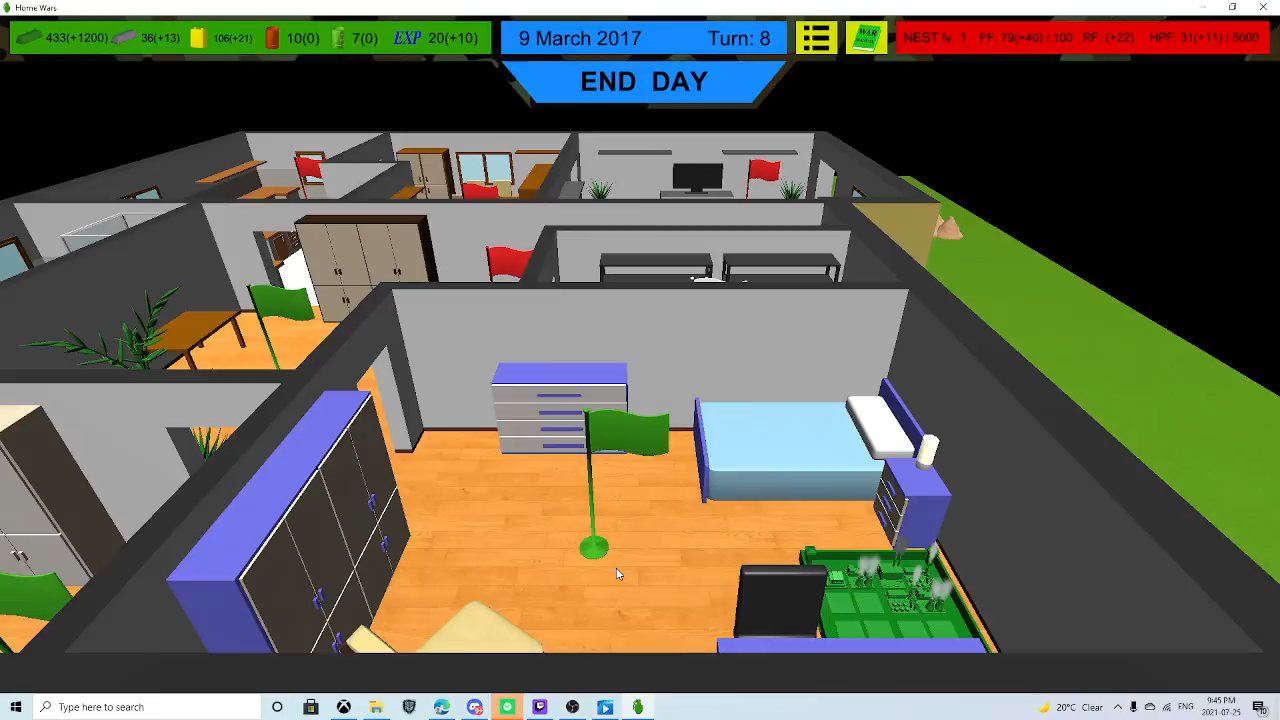 Home Wars
433(+1200) 36(+13) 106(+21) 10(0) 7(0) EXP 20(+10)
9 March 2017 Turn: 8
WAR
NEST lv. 1 FF: 79(+40) / 100 RF: (+22) HPF: 31(+11) / 5000
END DAY
Type here to search
20°C Clear
ENG
9:45 PM
2021-07-25